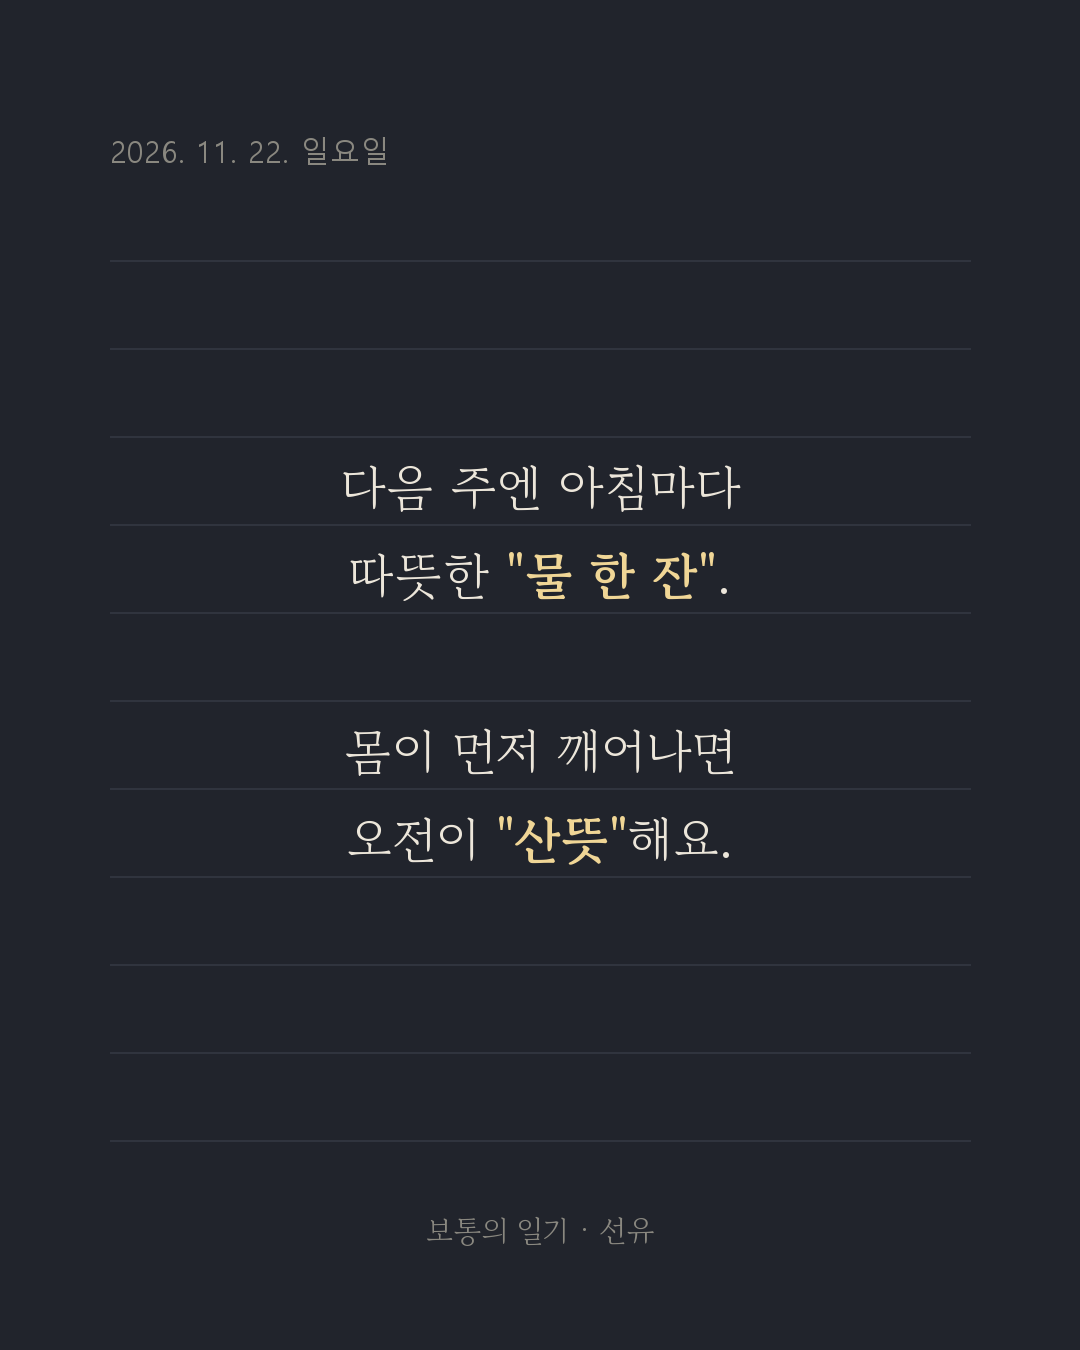 2026. 11. 22. 일요일
다음 주엔 아침마다
따뜻한 "물 한 잔".
몸이 먼저 깨어나면
오전이 "산뜻"해요.
보통의 일기 · 선유